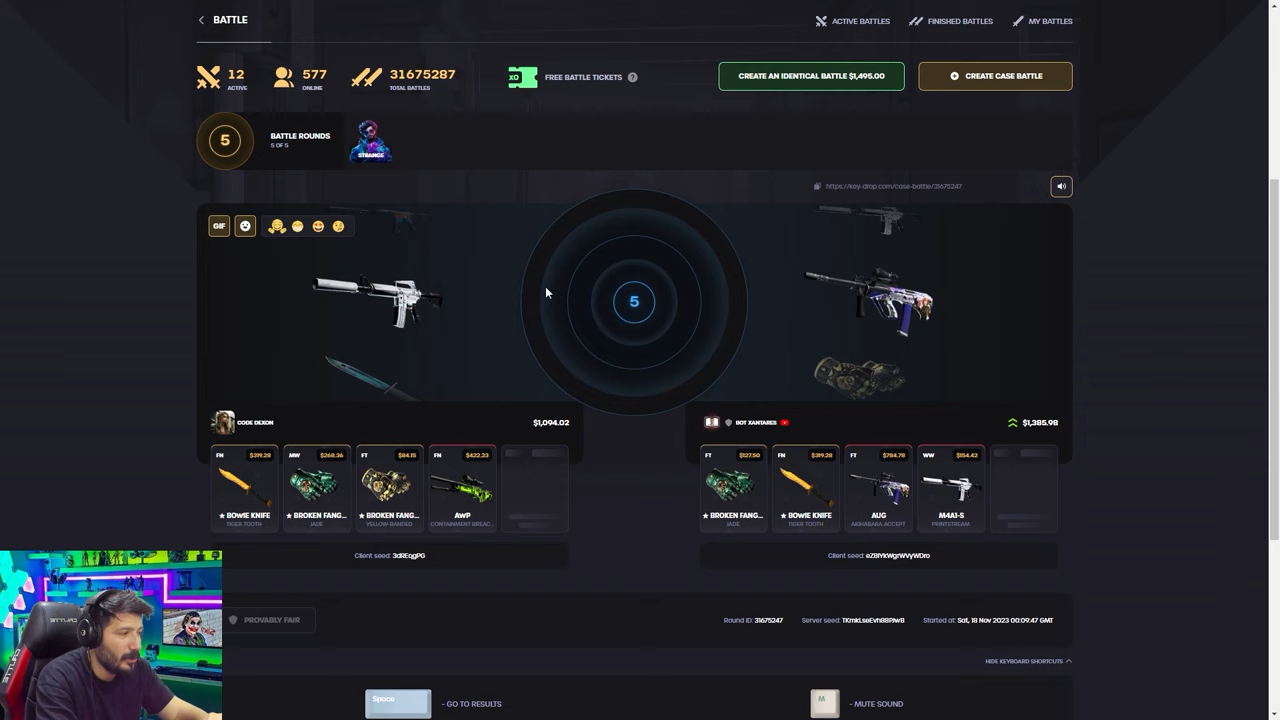 BATTLE
ACTIVE BATTLES
FINISHED BATTLES
MY BATTLES
12
ACTIVE
577
ONLINE
31675287
TOTAL BATTLES
X0
FREE BATTLE TICKETS ?
CREATE AN IDENTICAL BATTLE $1,495.00
CREATE CASE BATTLE
5
BATTLE ROUNDS
5 OF 5
STRANGE
https://key-drop.com/case-battle/31675247
GIF
5
CODE DEXON
$1,094.02
BOT XANTARES
$1,385.98
FN $319.28
★ BOWIE KNIFE
TIGER TOOTH
MW $268.36
★ BROKEN FANG...
JADE
FT $84.15
★ BROKEN FANG...
YELLOW-BANDED
FN $422.23
AWP
CONTAINMENT BREAC...
FT $127.50
★ BROKEN FANG...
JADE
FN $319.28
★ BOWIE KNIFE
TIGER TOOTH
FT $784.78
AUG
AKIHABARA ACCEPT
WW $154.42
M4A1-S
PRINTSTREAM
Client seed: 3dREqgPG
Client seed:
PROVABLY FAIR
Round ID: 31675247
Server seed:
Started at: Sat, 18 Nov 2023 00:09:47 GMT
HIDE KEYBOARD SHORTCUTS
Space
- GO TO RESULTS
M
- MUTE SOUND